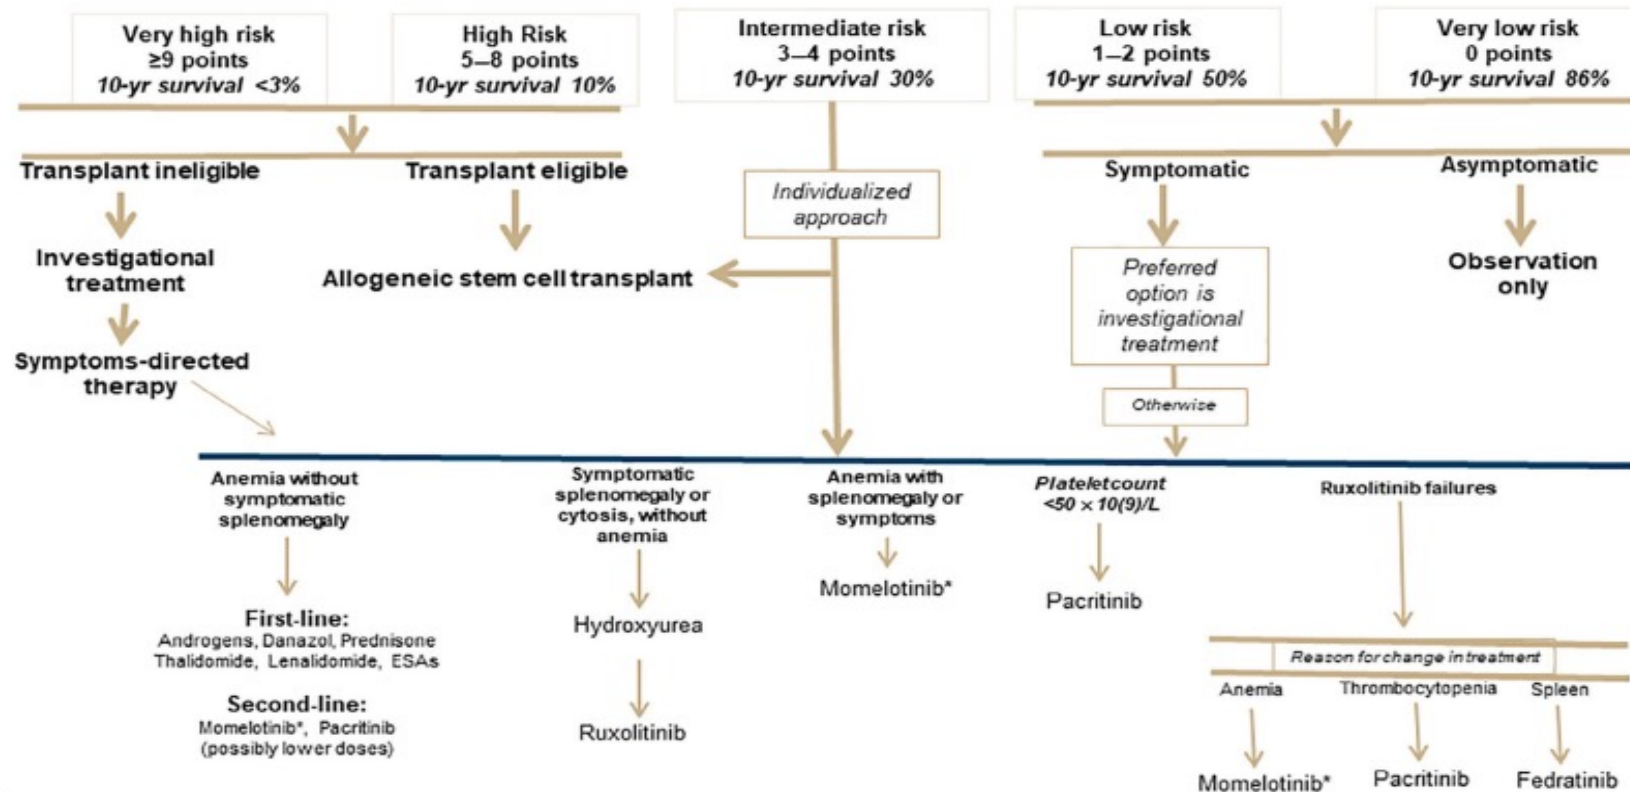 Very high risk
≥9 points
10-yr survival <3%
High Risk
5–8 points
10-yr survival 10%
Intermediate risk
3–4 points
10-yr survival 30%
Low risk
1–2 points
10-yr survival 50%
Very low risk
0 points
10-yr survival 86%
Transplant ineligible
Transplant eligible
Individualized
approach
Symptomatic
Asymptomatic
Investigational
treatment
Allogeneic stem cell transplant
Preferred
option is
investigational
treatment
Observation
only
Symptoms-directed
therapy
Otherwise
Anemia without
symptomatic
splenomegaly
Symptomatic
splenomegaly or
cytosis, without
anemia
Anemia with
splenomegaly or
symptoms
Platelet count
<50 × 10(9)/L
Ruxolitinib failures
First-line:
Androgens, Danazol, Prednisone
Thalidomide, Lenalidomide, ESAs
Second-line:
Momelotinib*, Pacritinib
(possibly lower doses)
Hydroxyurea
Ruxolitinib
Momelotinib*
Pacritinib
Reason for change in treatment
Anemia
Thrombocytopenia
Spleen
Momelotinib*
Pacritinib
Fedratinib